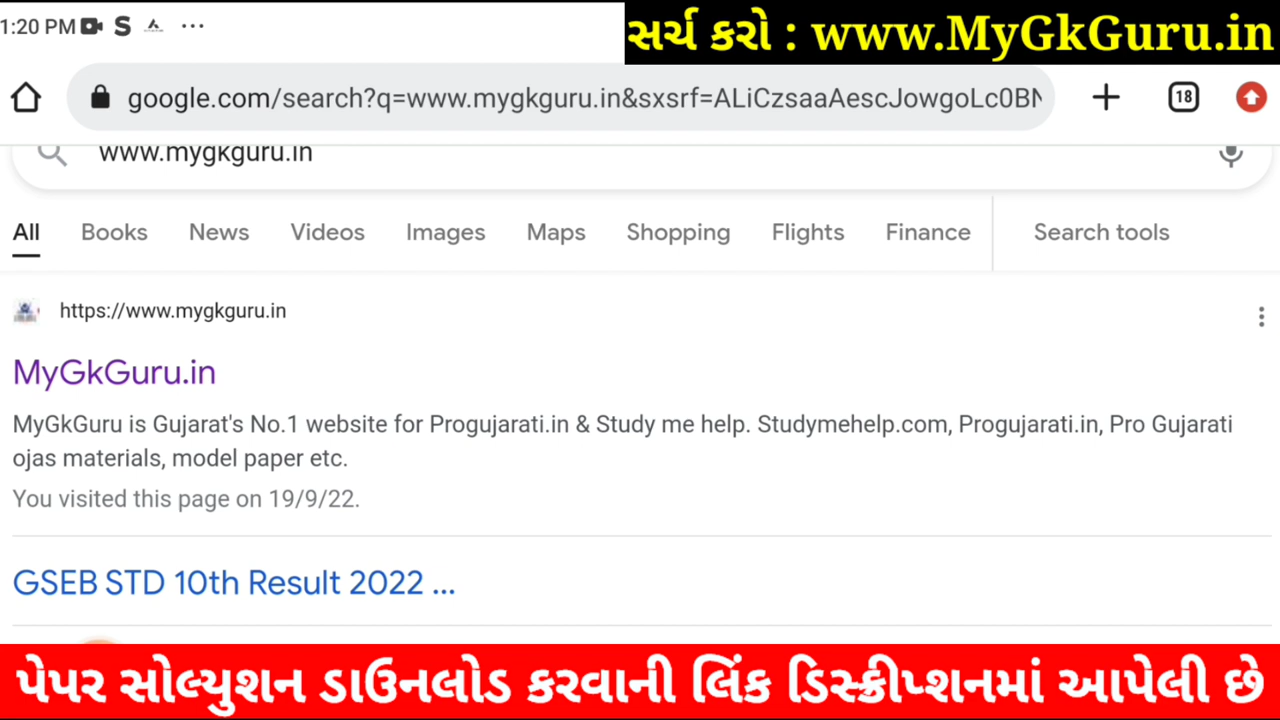 1:20 PM S ...
સર્ચ કરો : www.MyGkGuru.in
google.com/search?q=www.mygkguru.in&sxsrf=ALiCzsaaAescJowgoLc0BN
18
www.mygkguru.in
All Books News Videos Images Maps Shopping Flights Finance Search tools
https://www.mygkguru.in
MyGkGuru.in
MyGkGuru is Gujarat's No.1 website for Progujarati.in & Study me help. Studymehelp.com, Progujarati.in, Pro Gujarati
ojas materials, model paper etc.
You visited this page on 19/9/22.
GSEB STD 10th Result 2022 ...
પેપર સોલ્યુશન ડાઉનલોડ કરવાની લિંક ડિસ્ક્રીપ્શનમાં આપેલી છે